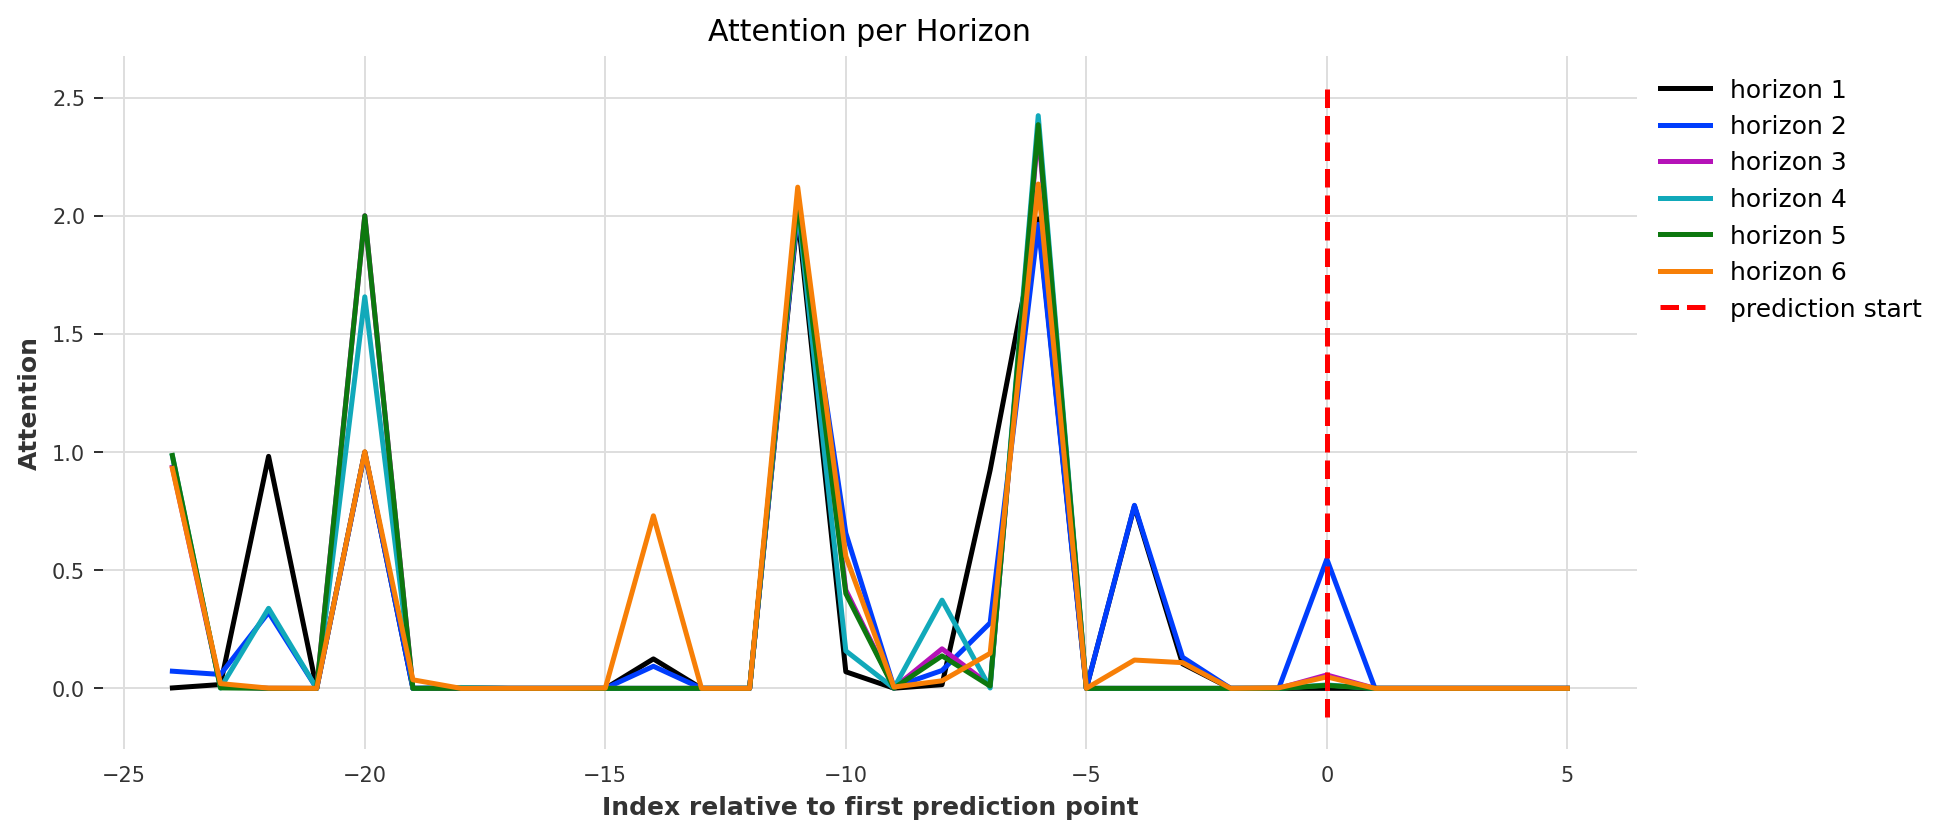 Attention per Horizon
Attention
2.5
2.0
1.5
1.0
0.5
0.0
−25
−20
−15
−10
−5
0
5
Index relative to first prediction point
horizon 1
horizon 2
horizon 3
horizon 4
horizon 5
horizon 6
prediction start